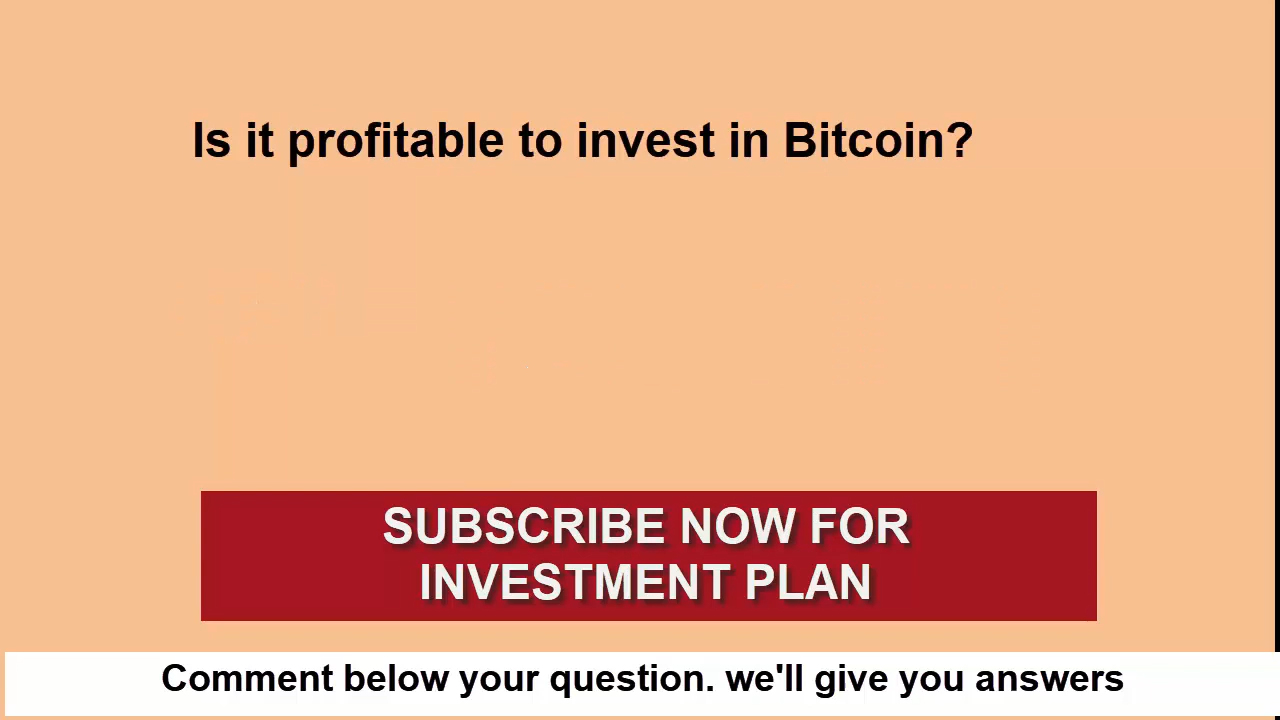 Is it profitable to invest in Bitcoin?
SUBSCRIBE NOW FOR
INVESTMENT PLAN
Comment below your question. we'll give you answers